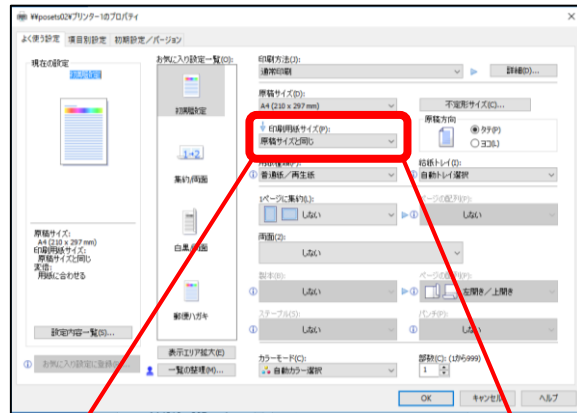 ¥¥posets02¥プリンター1のプロパティ
よく使う設定 項目別設定 初期設定／バージョン
現在の設定
初期設定
原稿サイズ:
A4 (210 x 297 mm)
印刷用紙サイズ:
原稿サイズと同じ
変倍:
用紙に合わせる
設定内容一覧(S)...
お気に入り設定に登録
お気に入り設定一覧(O):
初期設定
集約/両面
白黒/両面
郵便ハガキ
表示エリア拡大(E)
一覧の整理(M)...
印刷方法(J):
通常印刷
詳細(D)...
原稿サイズ(D):
A4 (210 x 297 mm)
不定形サイズ(C)...
印刷用紙サイズ(P):
原稿サイズと同じ
原稿方向
タテ(P)
ヨコ(L)
普通紙／再生紙
給紙トレイ(I):
自動トレイ選択
1ページに集約(L):
しない
ページの配列(P):
しない
両面(2):
しない
製本(B):
しない
左開き／上開き
ステープル(S):
しない
パンチ(P):
しない
カラーモード(C):
自動カラー選択
部数(C): (1から999)
1
OK キャンセル ヘルプ